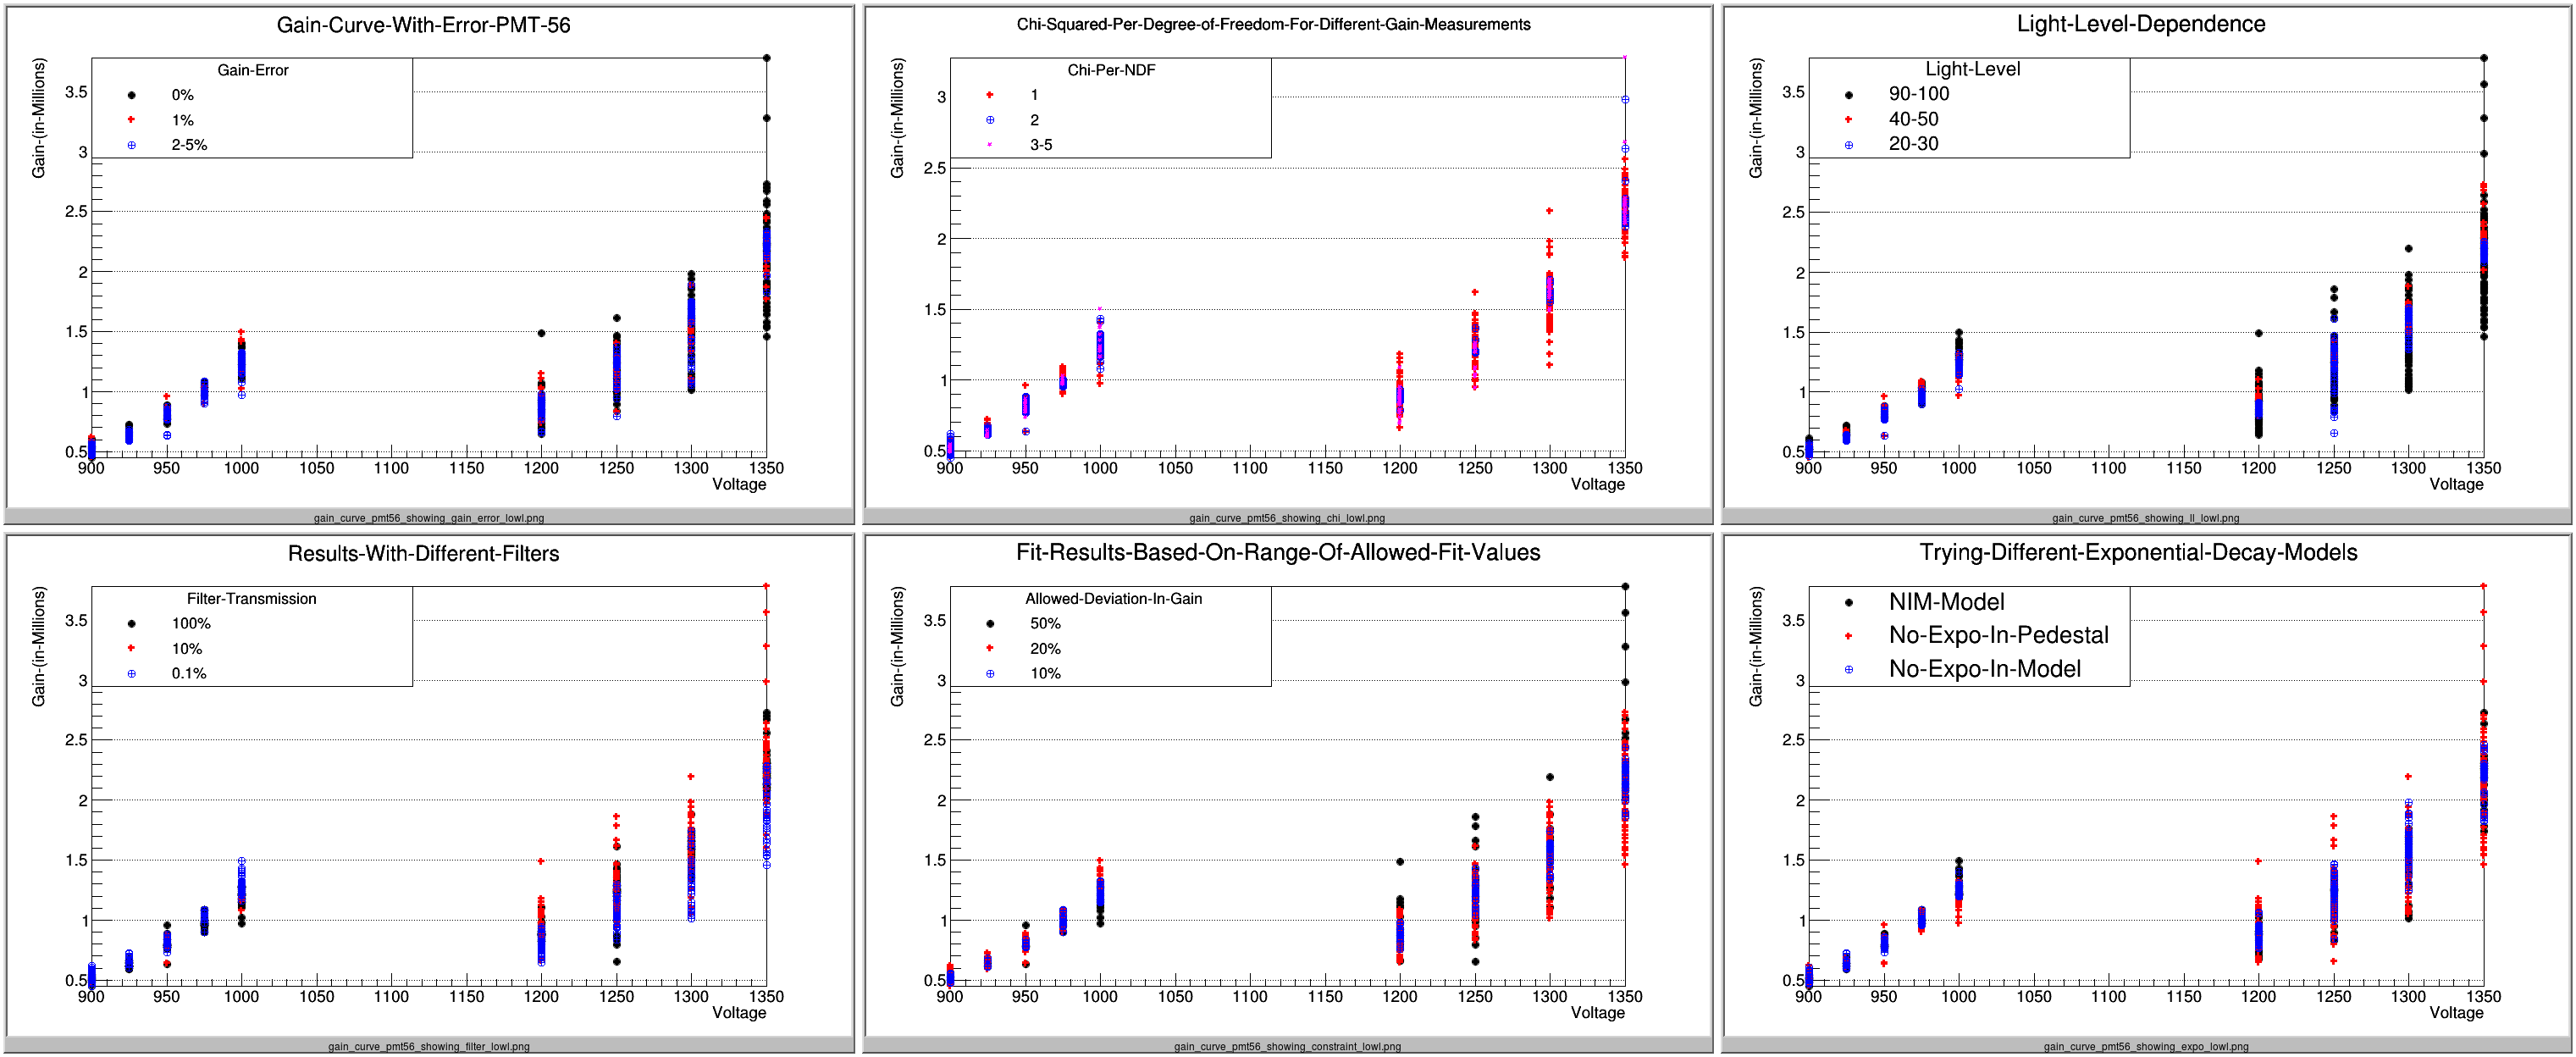 Gain-Curve-With-Error-PMT-56
Gain-(in-Millions)
Gain-Error
0%
1%
2-5%
3.5
3
2.5
2
1.5
1
0.5
900 950 1000 1050 1100 1150 1200 1250 1300 1350
Voltage
gain_curve_pmt56_showing_gain_error_lowl.png
Chi-Squared-Per-Degree-of-Freedom-For-Different-Gain-Measurements
Gain-(in-Millions)
Chi-Per-NDF
1
2
3-5
3
2.5
2
1.5
1
0.5
900 950 1000 1050 1100 1150 1200 1250 1300 1350
Voltage
gain_curve_pmt56_showing_chi_lowl.png
Light-Level-Dependence
Gain-(in-Millions)
Light-Level
90-100
40-50
20-30
3.5
3
2.5
2
1.5
1
0.5
900 950 1000 1050 1100 1150 1200 1250 1300 1350
Voltage
gain_curve_pmt56_showing_ll_lowl.png
Results-With-Different-Filters
Gain-(in-Millions)
Filter-Transmission
100%
10%
0.1%
3.5
3
2.5
2
1.5
1
0.5
900 950 1000 1050 1100 1150 1200 1250 1300 1350
Voltage
gain_curve_pmt56_showing_filter_lowl.png
Fit-Results-Based-On-Range-Of-Allowed-Fit-Values
Gain-(in-Millions)
Allowed-Deviation-In-Gain
50%
20%
10%
3.5
3
2.5
2
1.5
1
0.5
900 950 1000 1050 1100 1150 1200 1250 1300 1350
Voltage
gain_curve_pmt56_showing_constraint_lowl.png
Trying-Different-Exponential-Decay-Models
Gain-(in-Millions)
NIM-Model
No-Expo-In-Pedestal
No-Expo-In-Model
3.5
3
2.5
2
1.5
1
0.5
900 950 1000 1050 1100 1150 1200 1250 1300 1350
Voltage
gain_curve_pmt56_showing_expo_lowl.png